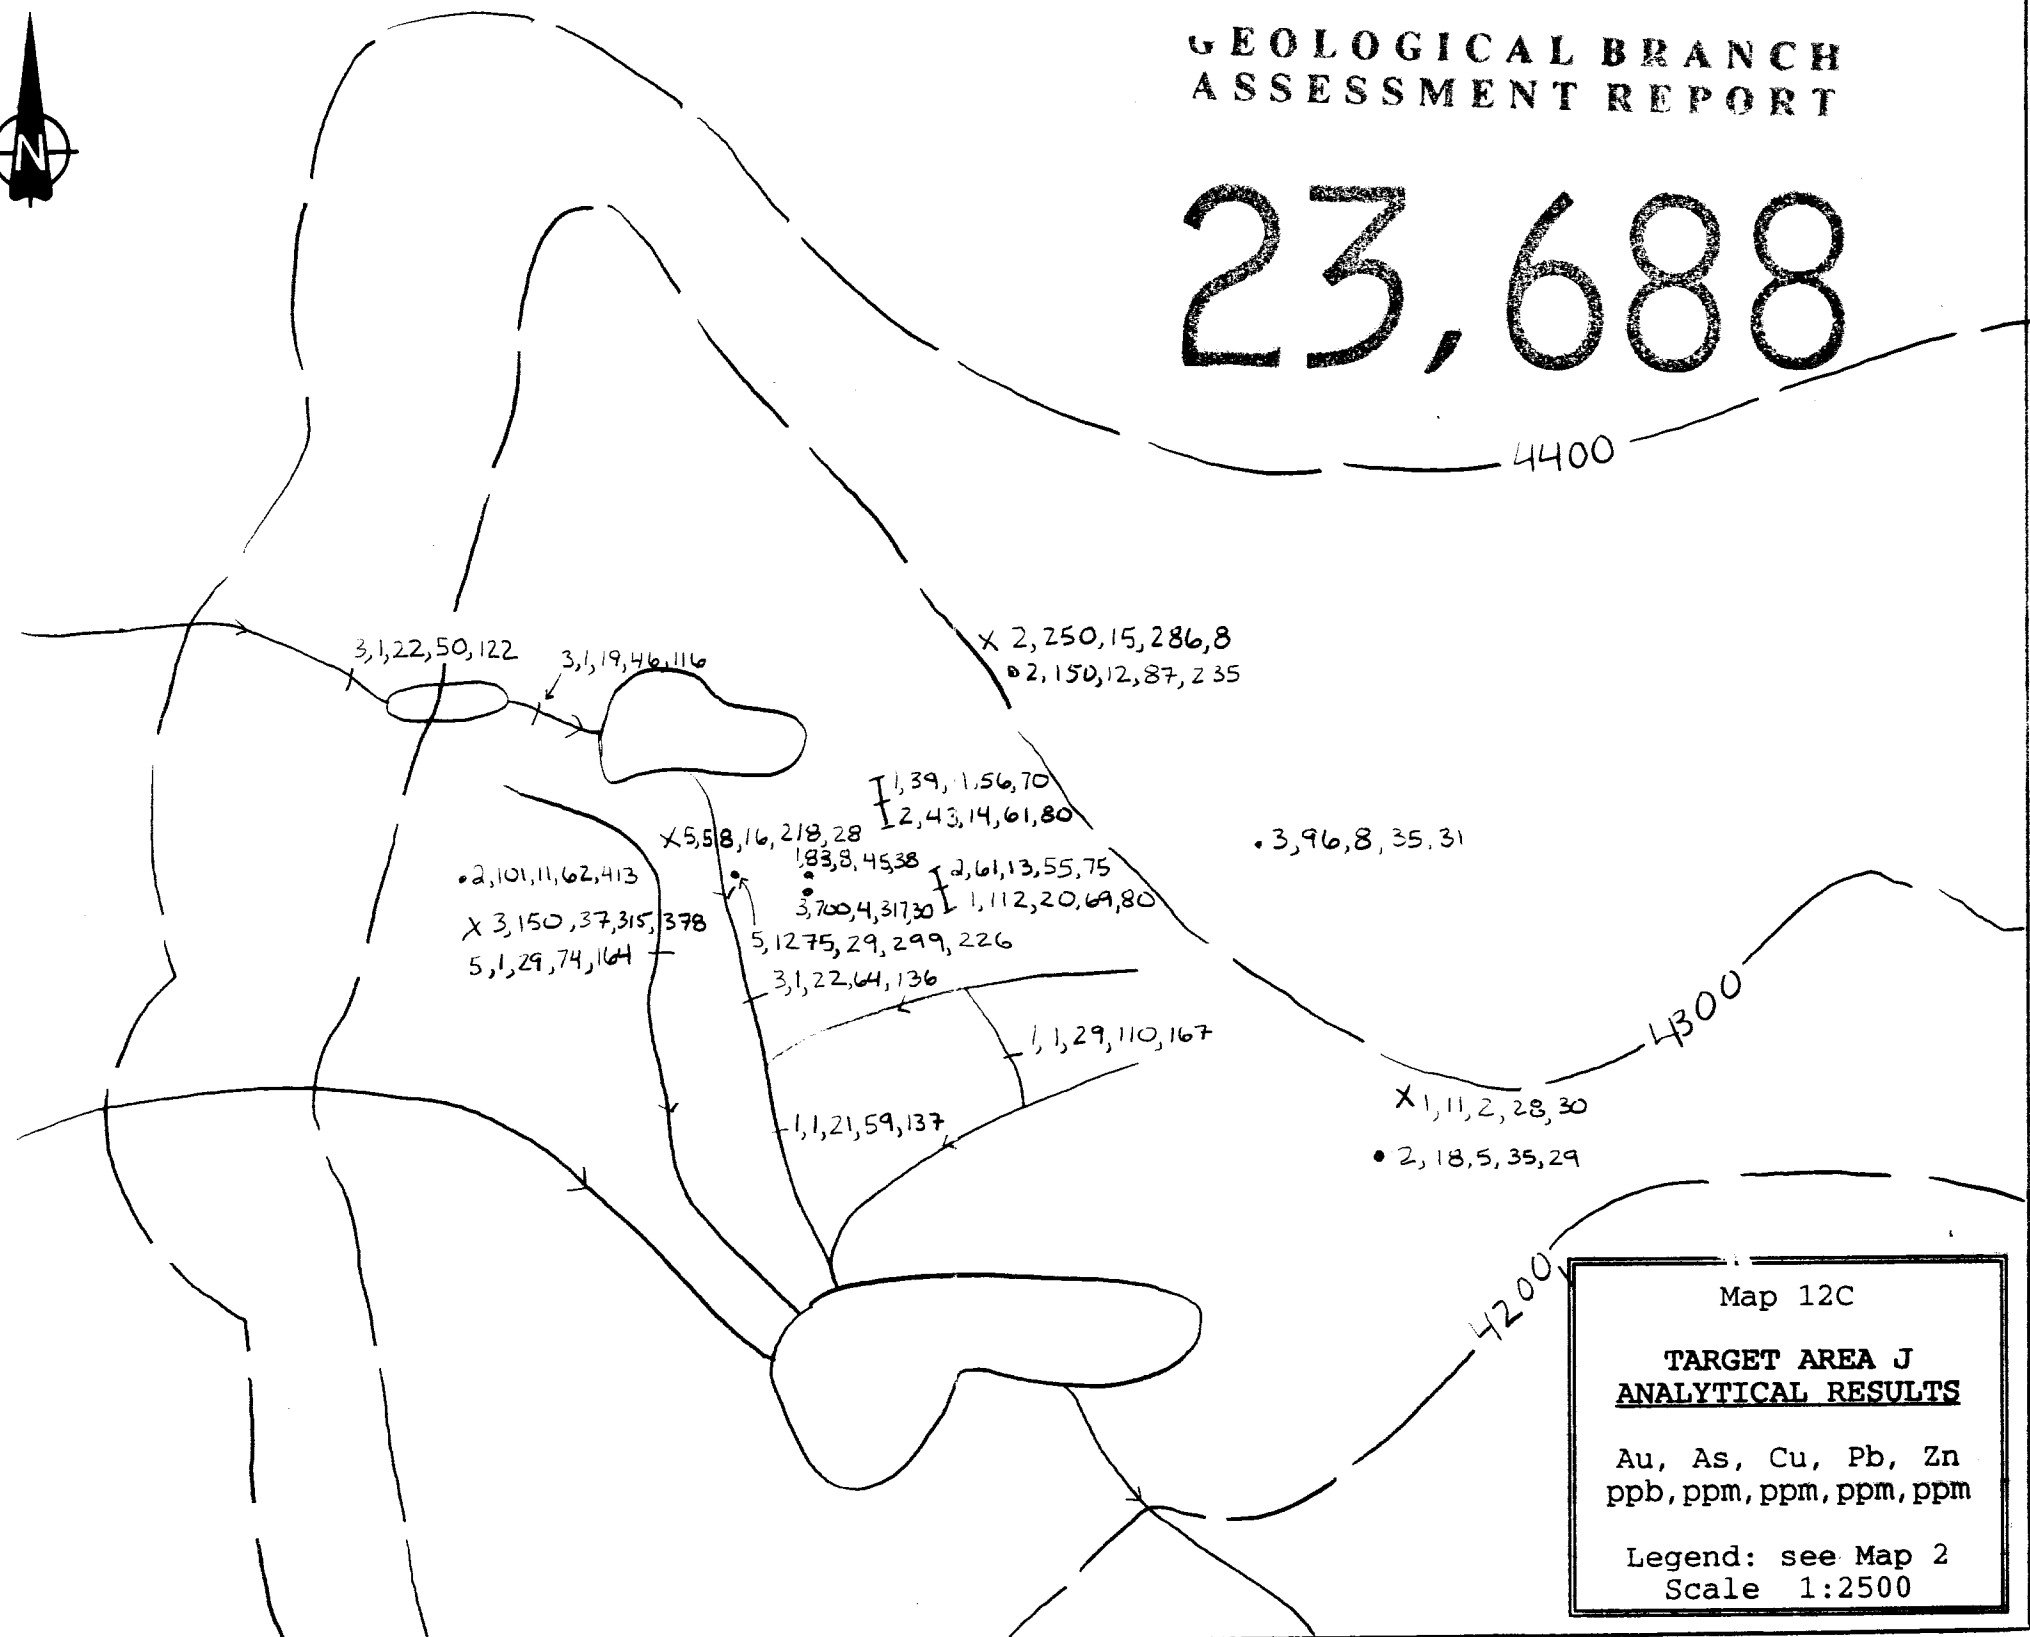 GEOLOGICAL BRANCH
ASSESSMENT REPORT
23,688
N
4400
X 2,250,15,286,8
2,150,12,87,235
3,1,22,50,122
3,1,19,46,116
1,39, 1,56,70
2,43,14,61,80
X 5,58,16,218,28
1,83,8,45,38
3,96,8,35,31
2,101,11,62,413
2,61,13,55,75
3,700,4,317,30
1,112,20,69,80
X 3,150,37,315,378
5,1275,29,299,226
5,1,29,74,164
3,1,22,64,136
4300
1,1,29,110,167
X 1,11,2,28,30
1,1,21,59,137
2,18,5,35,29
4200
Map 12C
TARGET AREA J
ANALYTICAL RESULTS
Au, As, Cu, Pb, Zn
ppb,ppm,ppm,ppm,ppm
Legend: see Map 2
Scale 1:2500